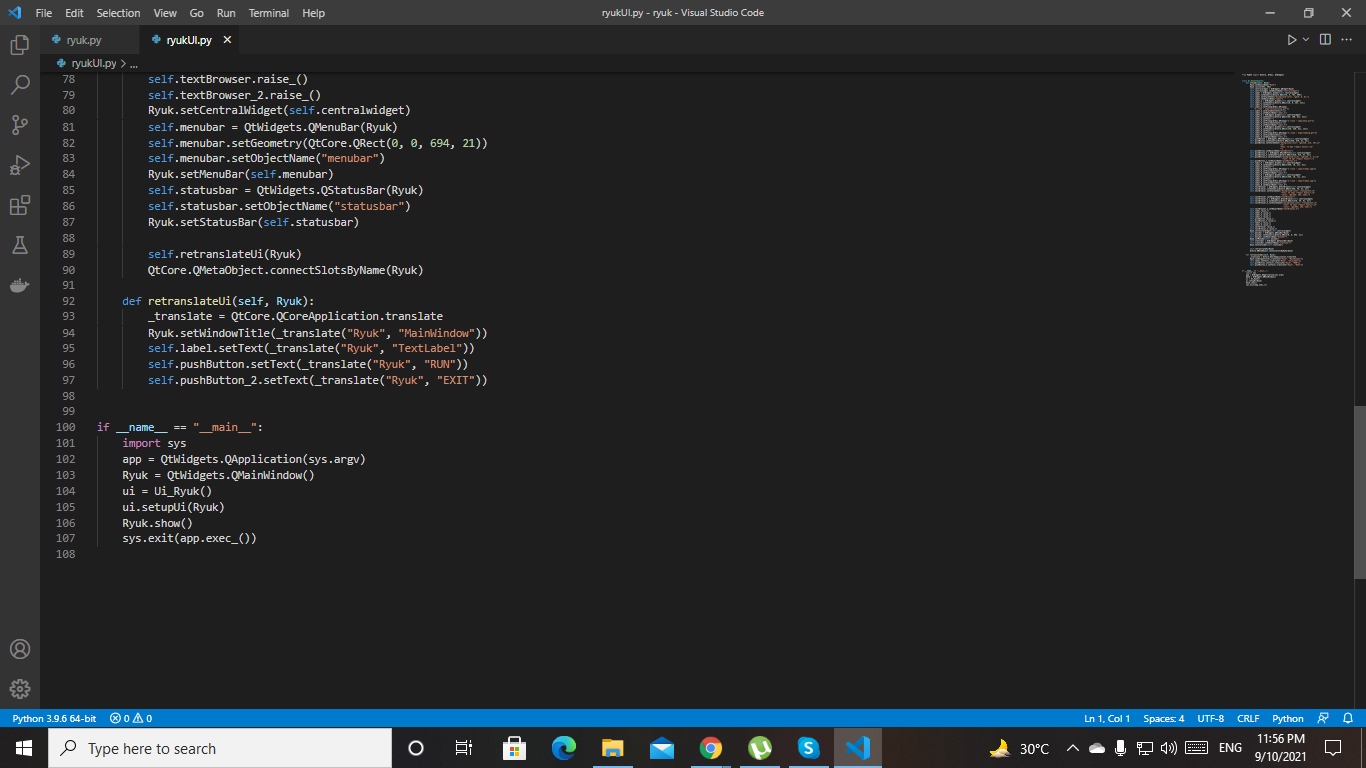 File Edit Selection View Go Run Terminal Help
ryukUI.py - ryuk - Visual Studio Code
ryuk.py
ryukUI.py
ryukUI.py > ...
78 self.textBrowser.raise_()
79 self.textBrowser_2.raise_()
80 Ryuk.setCentralWidget(self.centralwidget)
81 self.menubar = QtWidgets.QMenuBar(Ryuk)
82 self.menubar.setGeometry(QtCore.QRect(0, 0, 694, 21))
83 self.menubar.setObjectName("menubar")
84 Ryuk.setMenuBar(self.menubar)
85 self.statusbar = QtWidgets.QStatusBar(Ryuk)
86 self.statusbar.setObjectName("statusbar")
87 Ryuk.setStatusBar(self.statusbar)
88
89 self.retranslateUi(Ryuk)
90 QtCore.QMetaObject.connectSlotsByName(Ryuk)
91
92 def retranslateUi(self, Ryuk):
93 _translate = QtCore.QCoreApplication.translate
94 Ryuk.setWindowTitle(_translate("Ryuk", "MainWindow"))
95 self.label.setText(_translate("Ryuk", "TextLabel"))
96 self.pushButton.setText(_translate("Ryuk", "RUN"))
97 self.pushButton_2.setText(_translate("Ryuk", "EXIT"))
98
99
100 if __name__ == "__main__":
101 import sys
102 app = QtWidgets.QApplication(sys.argv)
103 Ryuk = QtWidgets.QMainWindow()
104 ui = Ui_Ryuk()
105 ui.setupUi(Ryuk)
106 Ryuk.show()
107 sys.exit(app.exec_())
108
Python 3.9.6 64-bit 0 0 Ln 1, Col 1 Spaces: 4 UTF-8 CRLF Python
Type here to search
30°C
ENG
11:56 PM
9/10/2021